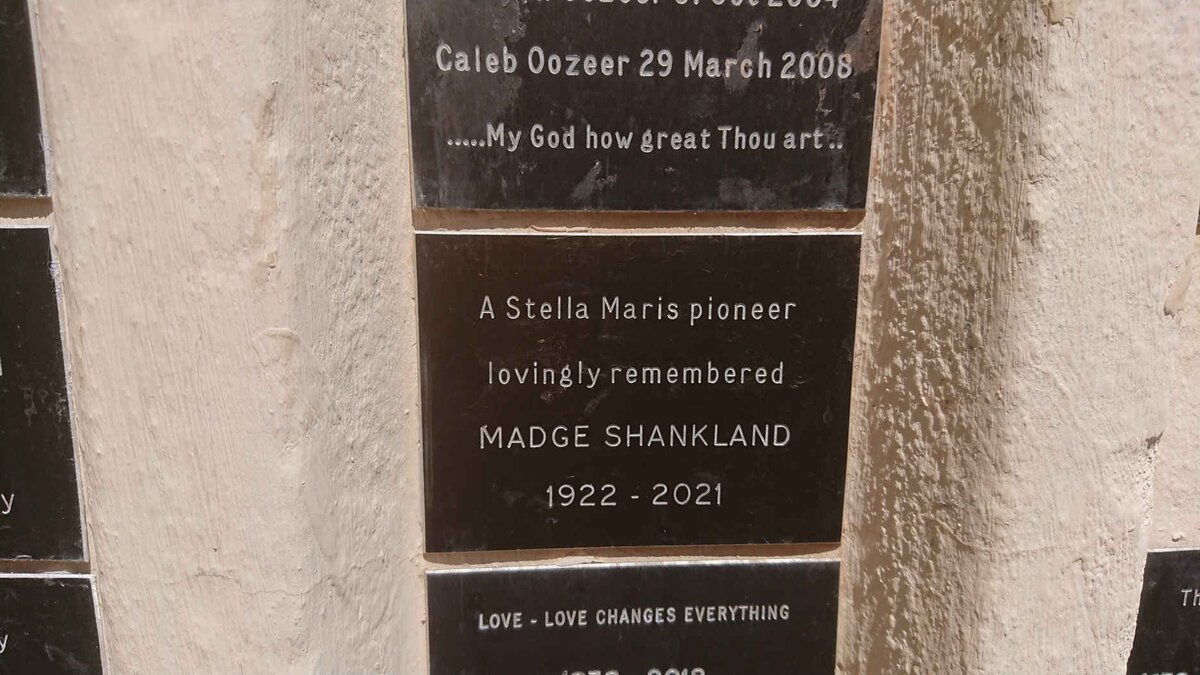 Caleb Oozeer 29 March 2008
.....My God how great Thou art..
A Stella Maris pioneer
lovingly remembered
MADGE SHANKLAND
1922 - 2021
LOVE - LOVE CHANGES EVERYTHING